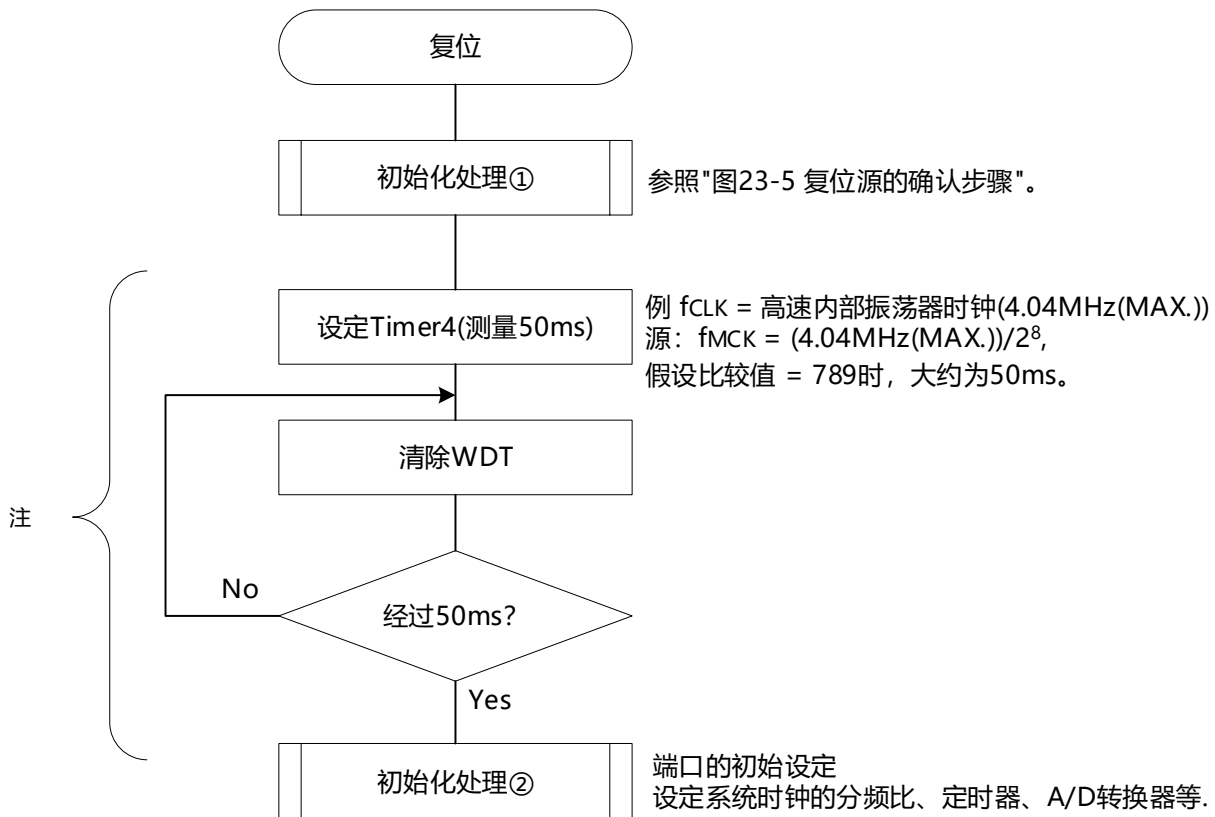 复位
初始化处理①
参照"图23-5 复位源的确认步骤"。
设定Timer4(测量50ms)
例 fCLK = 高速内部振荡器时钟(4.04MHz(MAX.))
源：fMCK = (4.04MHz(MAX.))/2⁸,
假设比较值 = 789时，大约为50ms。
清除WDT
注
No
经过50ms?
Yes
初始化处理②
端口的初始设定
设定系统时钟的分频比、定时器、A/D转换器等.